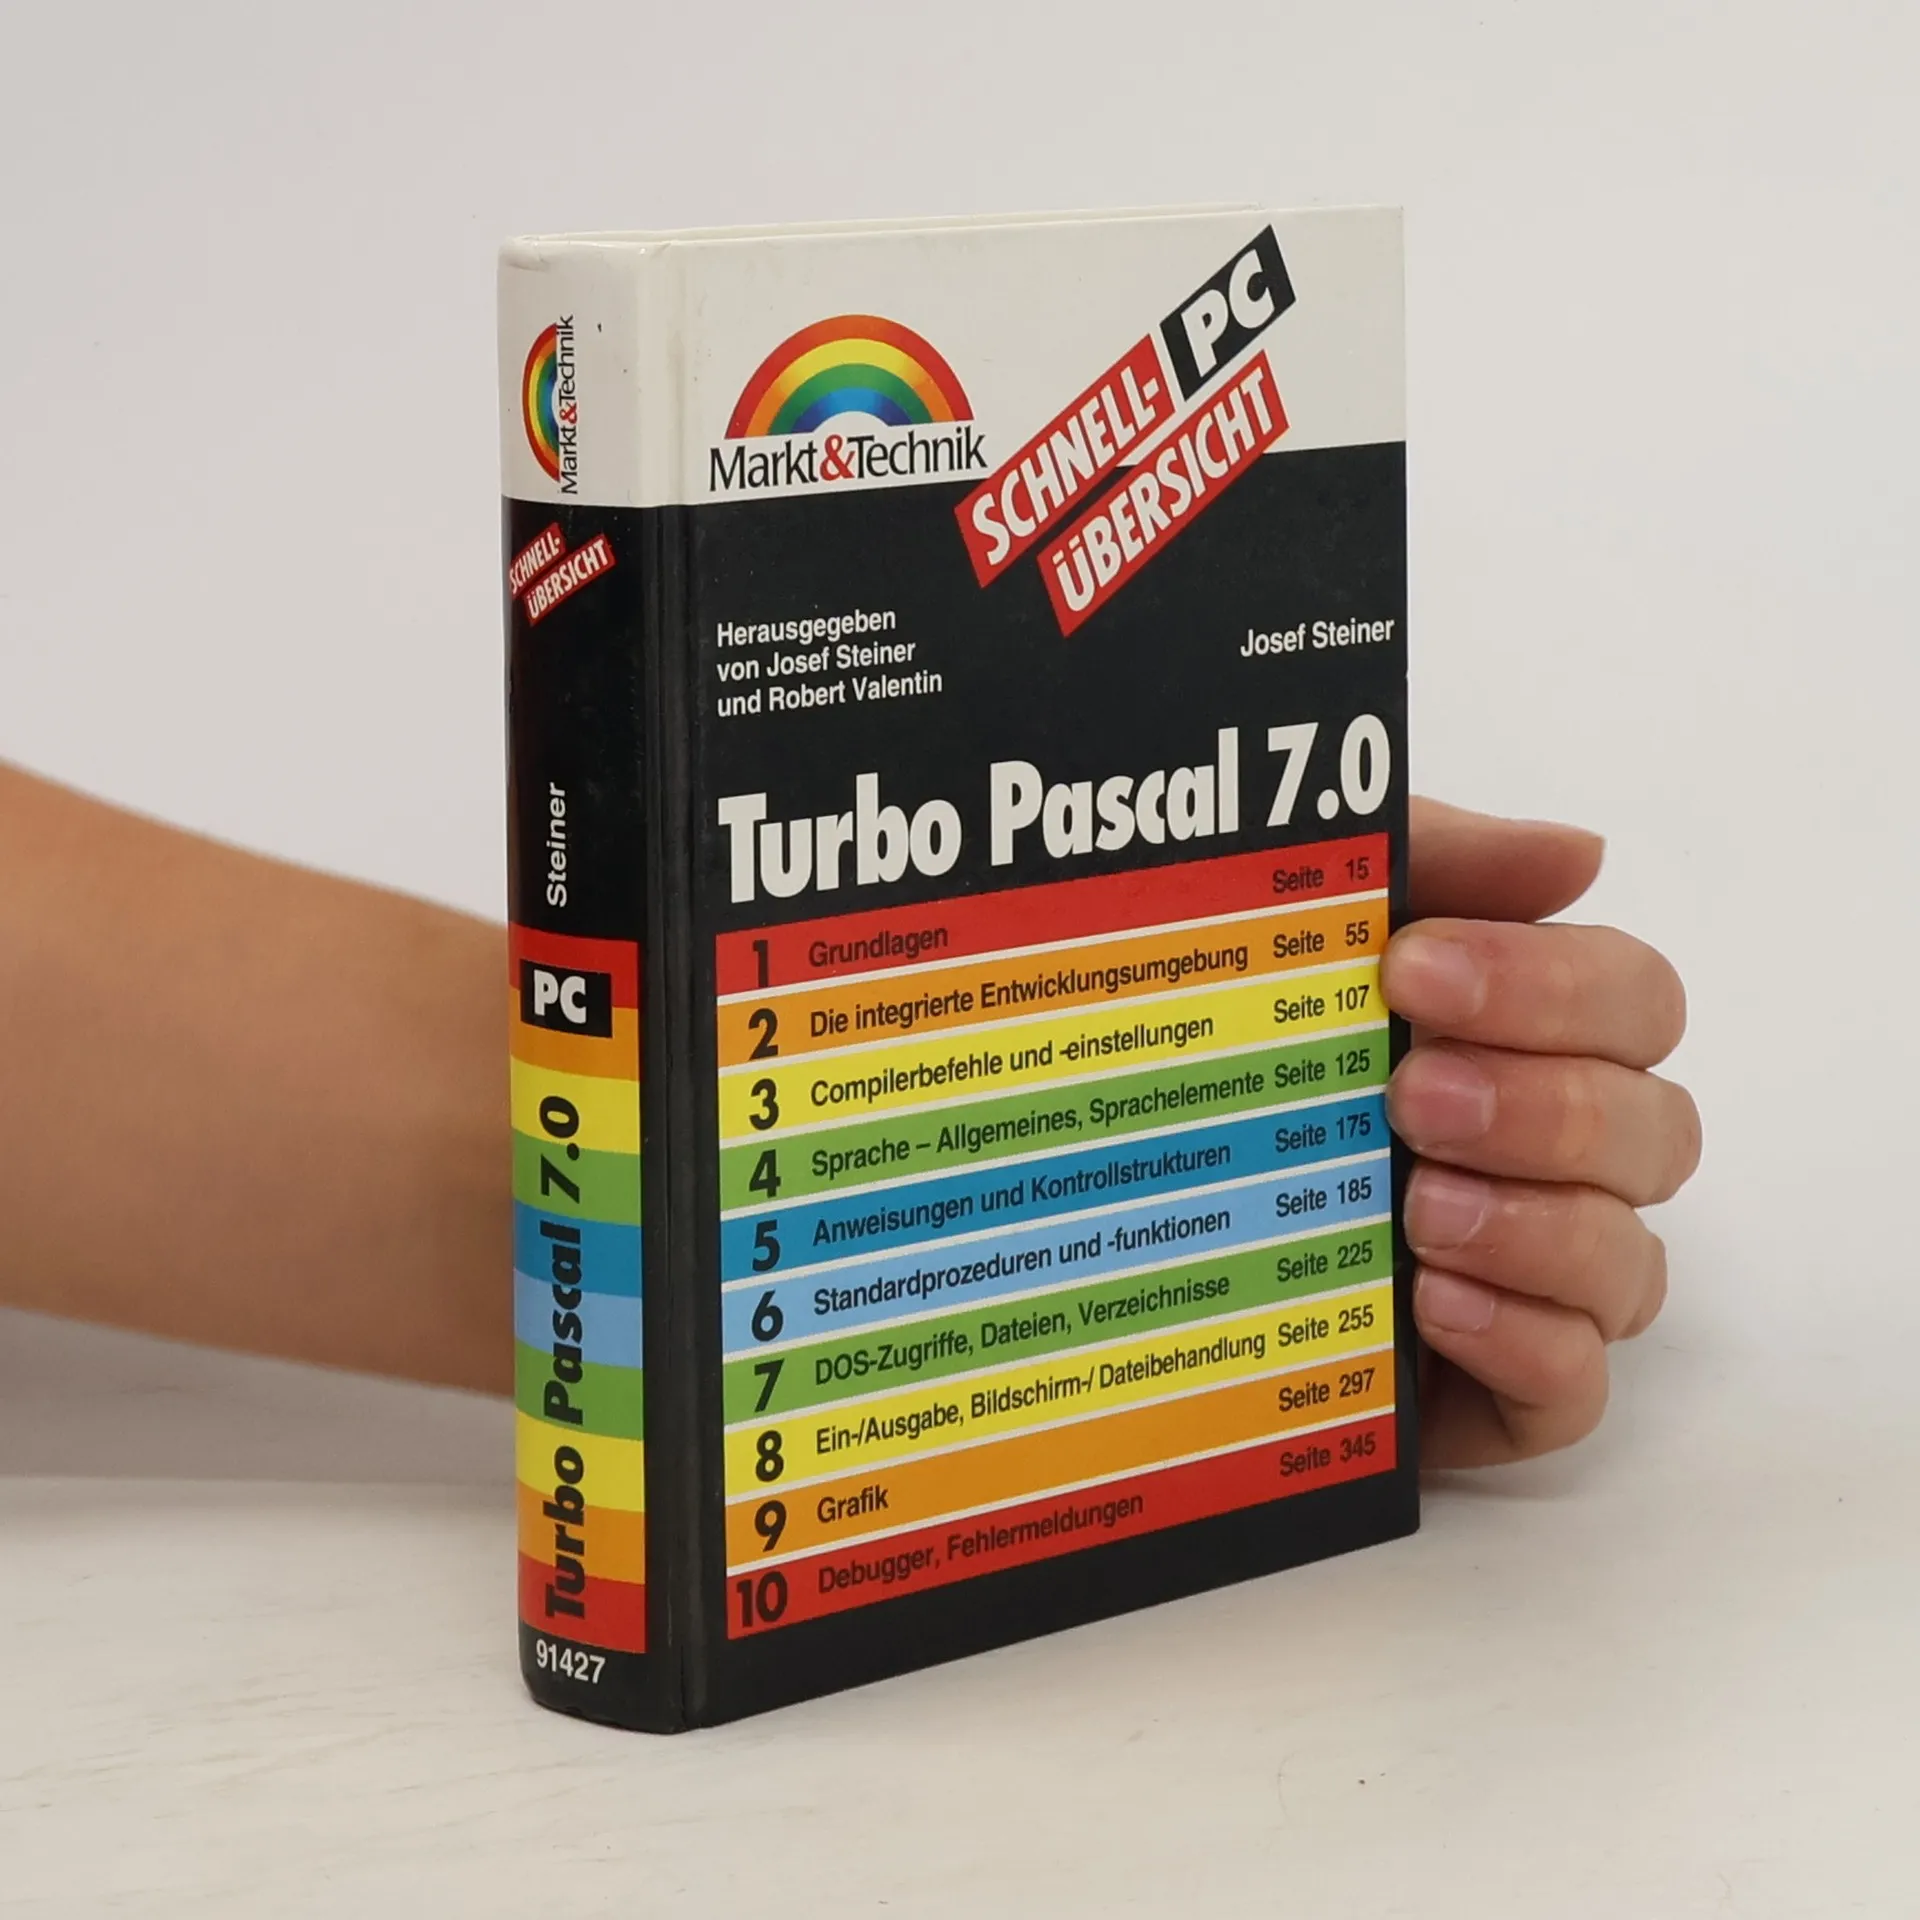 Markt&Technik
SCHNELL-
ÜBERSICHT
Steiner
PC
Turbo Pascal 7.0
91427
Markt&Technik
SCHNELL-
PC
ÜBERSICHT
Herausgegeben
von Josef Steiner
und Robert Valentin
Josef Steiner
Turbo Pascal 7.0
1 Grundlagen Seite 15
2 Die integrierte Entwicklungsumgebung Seite 55
3 Compilerbefehle und -einstellungen Seite 107
4 Sprache – Allgemeines, Sprachelemente Seite 125
5 Anweisungen und Kontrollstrukturen Seite 175
6 Standardprozeduren und -funktionen Seite 185
7 DOS-Zugriffe, Dateien, Verzeichnisse Seite 225
8 Ein-/Ausgabe, Bildschirm-/ Dateibehandlung Seite 255
9 Grafik Seite 297
10 Debugger, Fehlermeldungen Seite 345